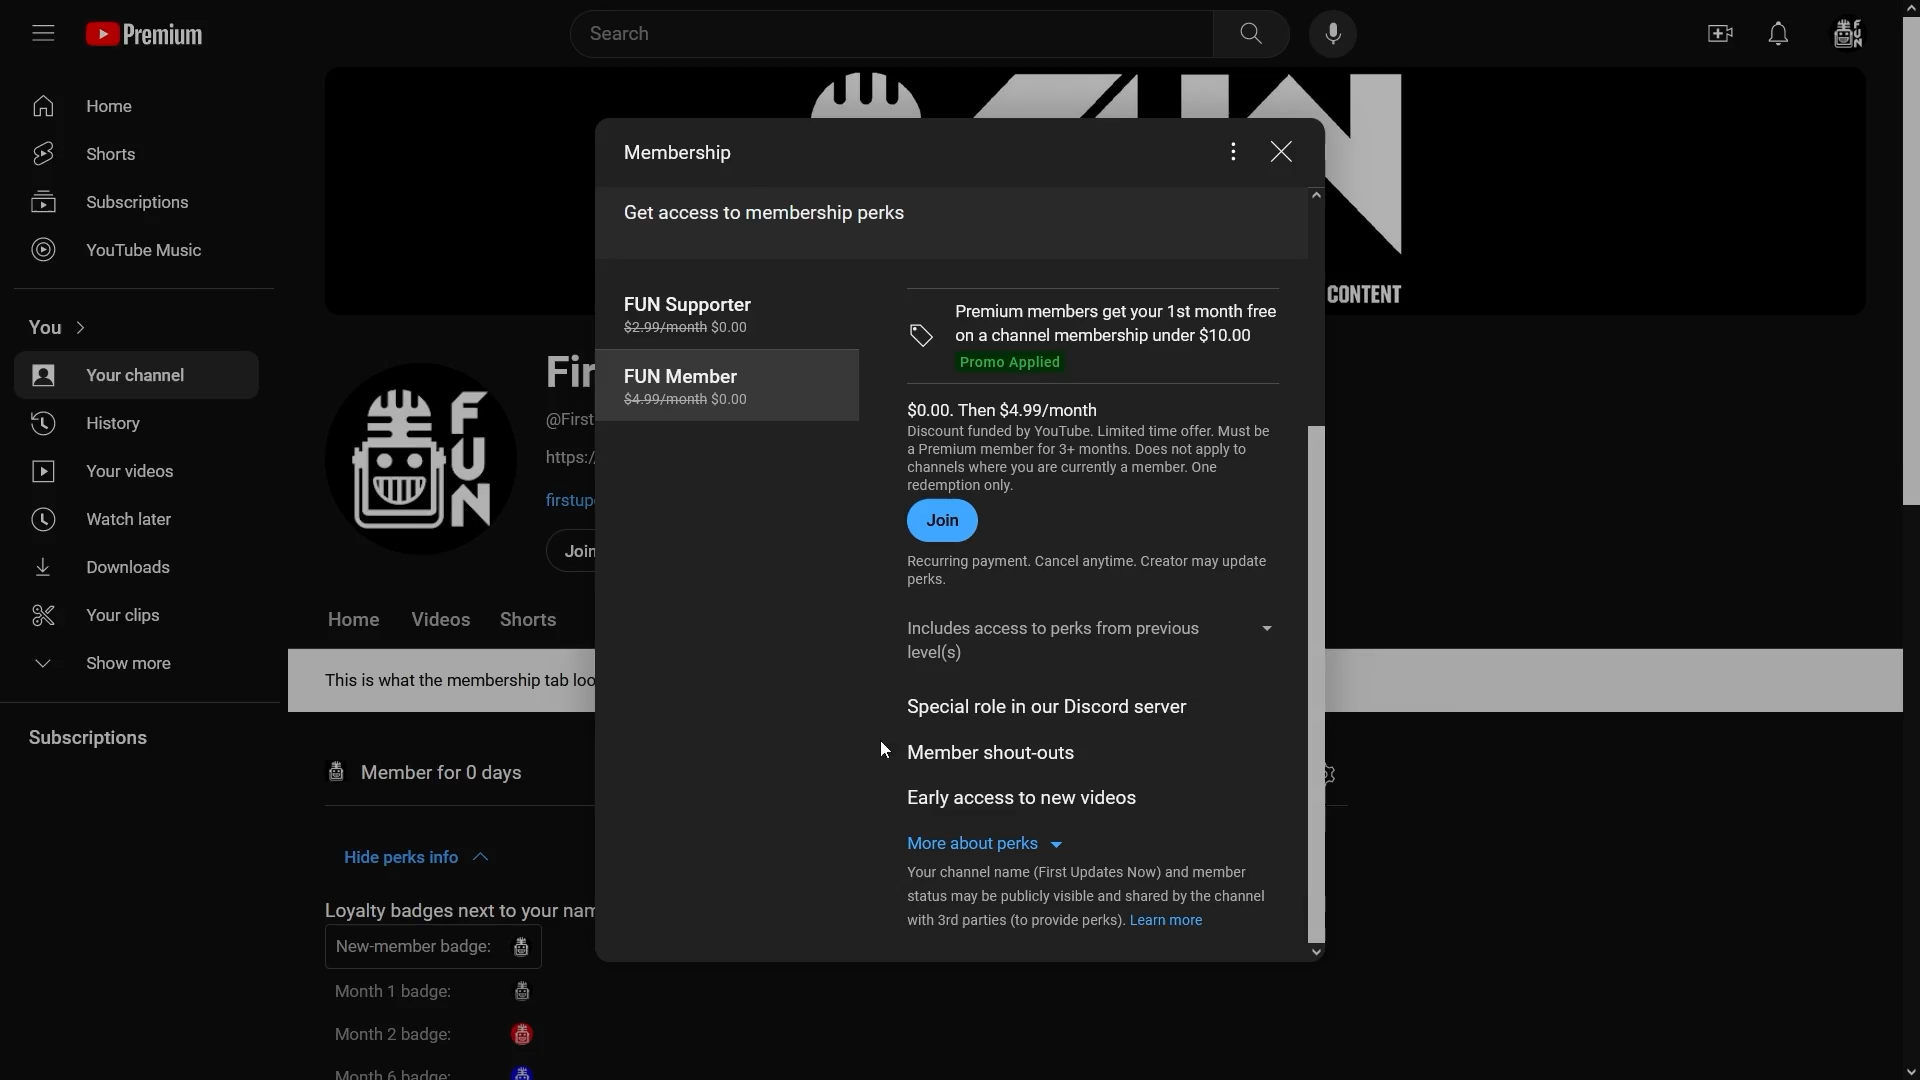 Premium
Search
Home
Shorts
Subscriptions
YouTube Music
You
Your channel
History
Your videos
Watch later
Downloads
Your clips
Show more
Subscriptions
CONTENT
FUN
Fir
@First
https:/
firstup
Join
Home Videos Shorts
This is what the membership tab loo
Member for 0 days
Hide perks info
Loyalty badges next to your nam
New-member badge:
Month 1 badge:
Month 2 badge:
Month 6 badge:
Membership
Get access to membership perks
FUN Supporter
$2.99/month $0.00
FUN Member
$4.99/month $0.00
Premium members get your 1st month free
on a channel membership under $10.00
Promo Applied
$0.00. Then $4.99/month
Discount funded by YouTube. Limited time offer. Must be
a Premium member for 3+ months. Does not apply to
channels where you are currently a member. One
redemption only.
Join
Recurring payment. Cancel anytime. Creator may update
perks.
Includes access to perks from previous
level(s)
Special role in our Discord server
Member shout-outs
Early access to new videos
More about perks
Your channel name (First Updates Now) and member
status may be publicly visible and shared by the channel
with 3rd parties (to provide perks). Learn more